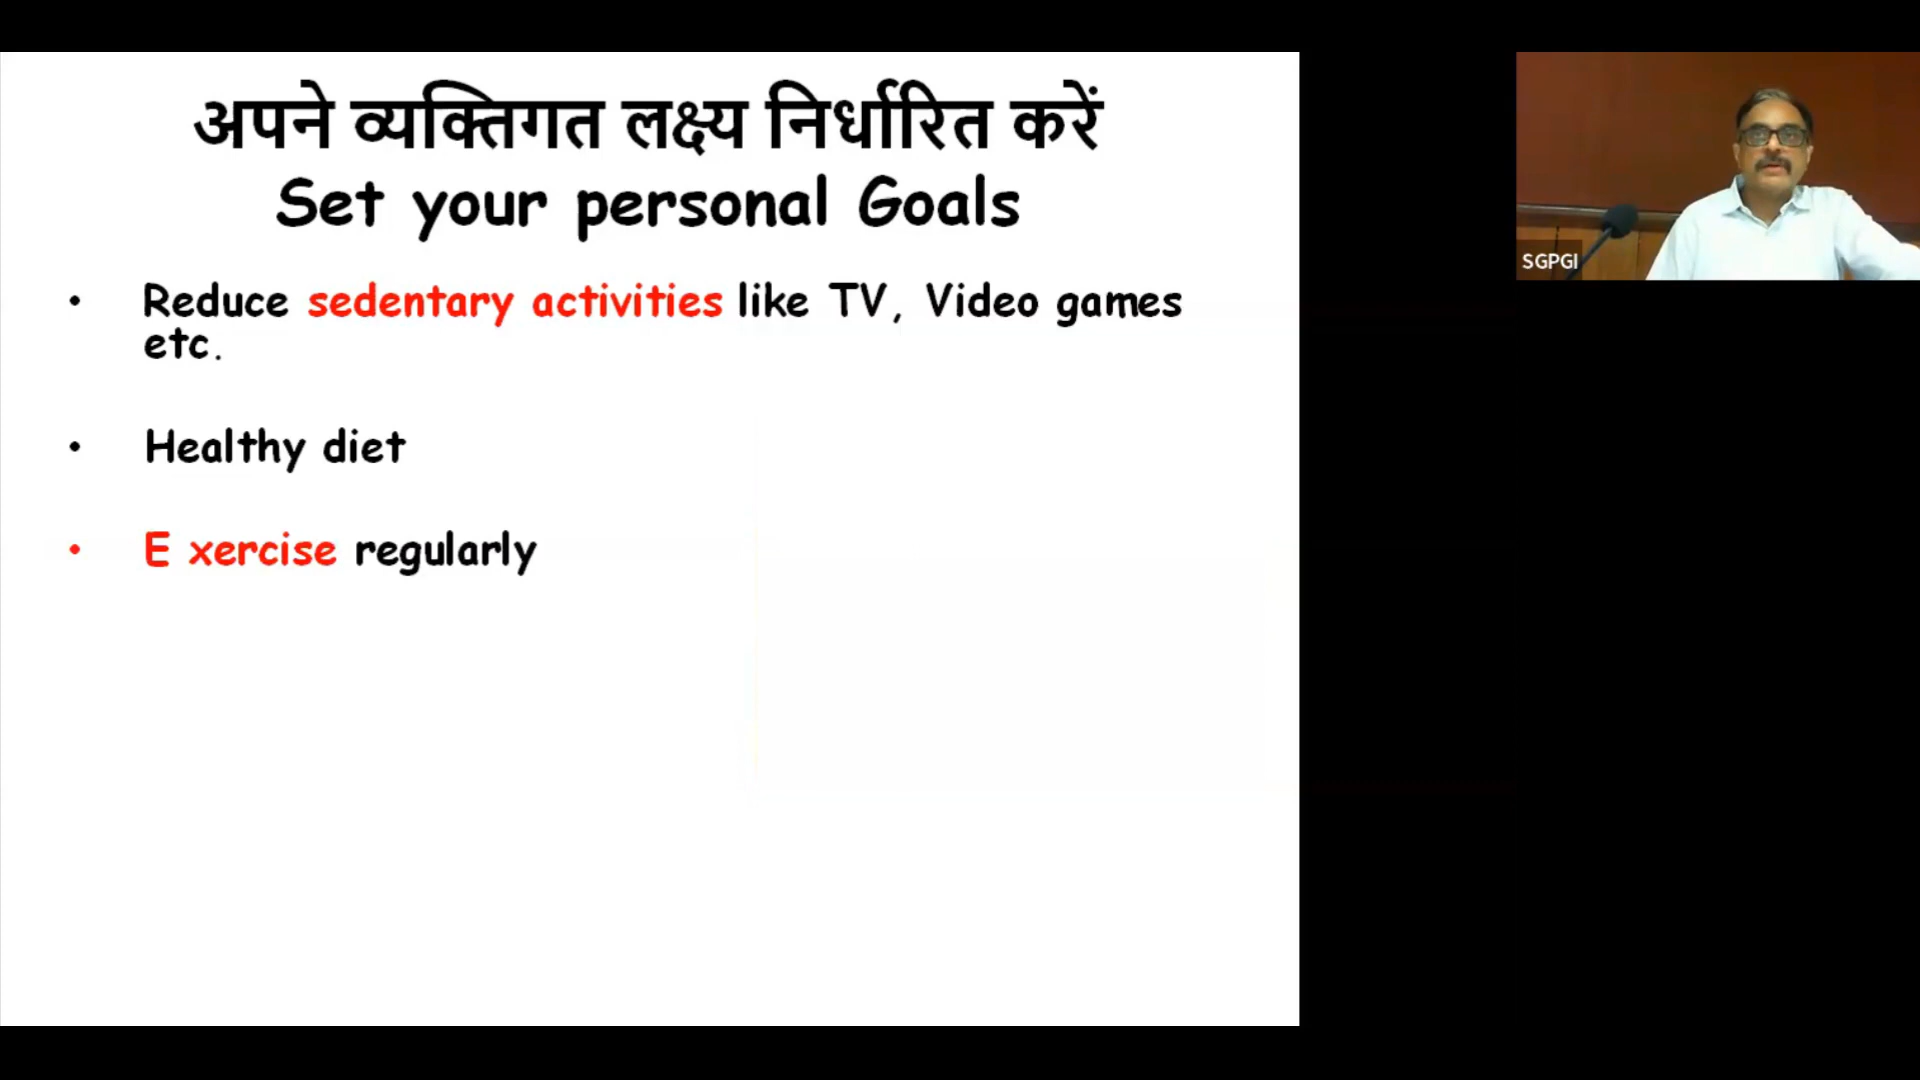 अपने व्यक्तिगत लक्ष्य निर्धारित करें
Set your personal Goals
• Reduce sedentary activities like TV, Video games
etc.
• Healthy diet
• E xercise regularly
SGPGI